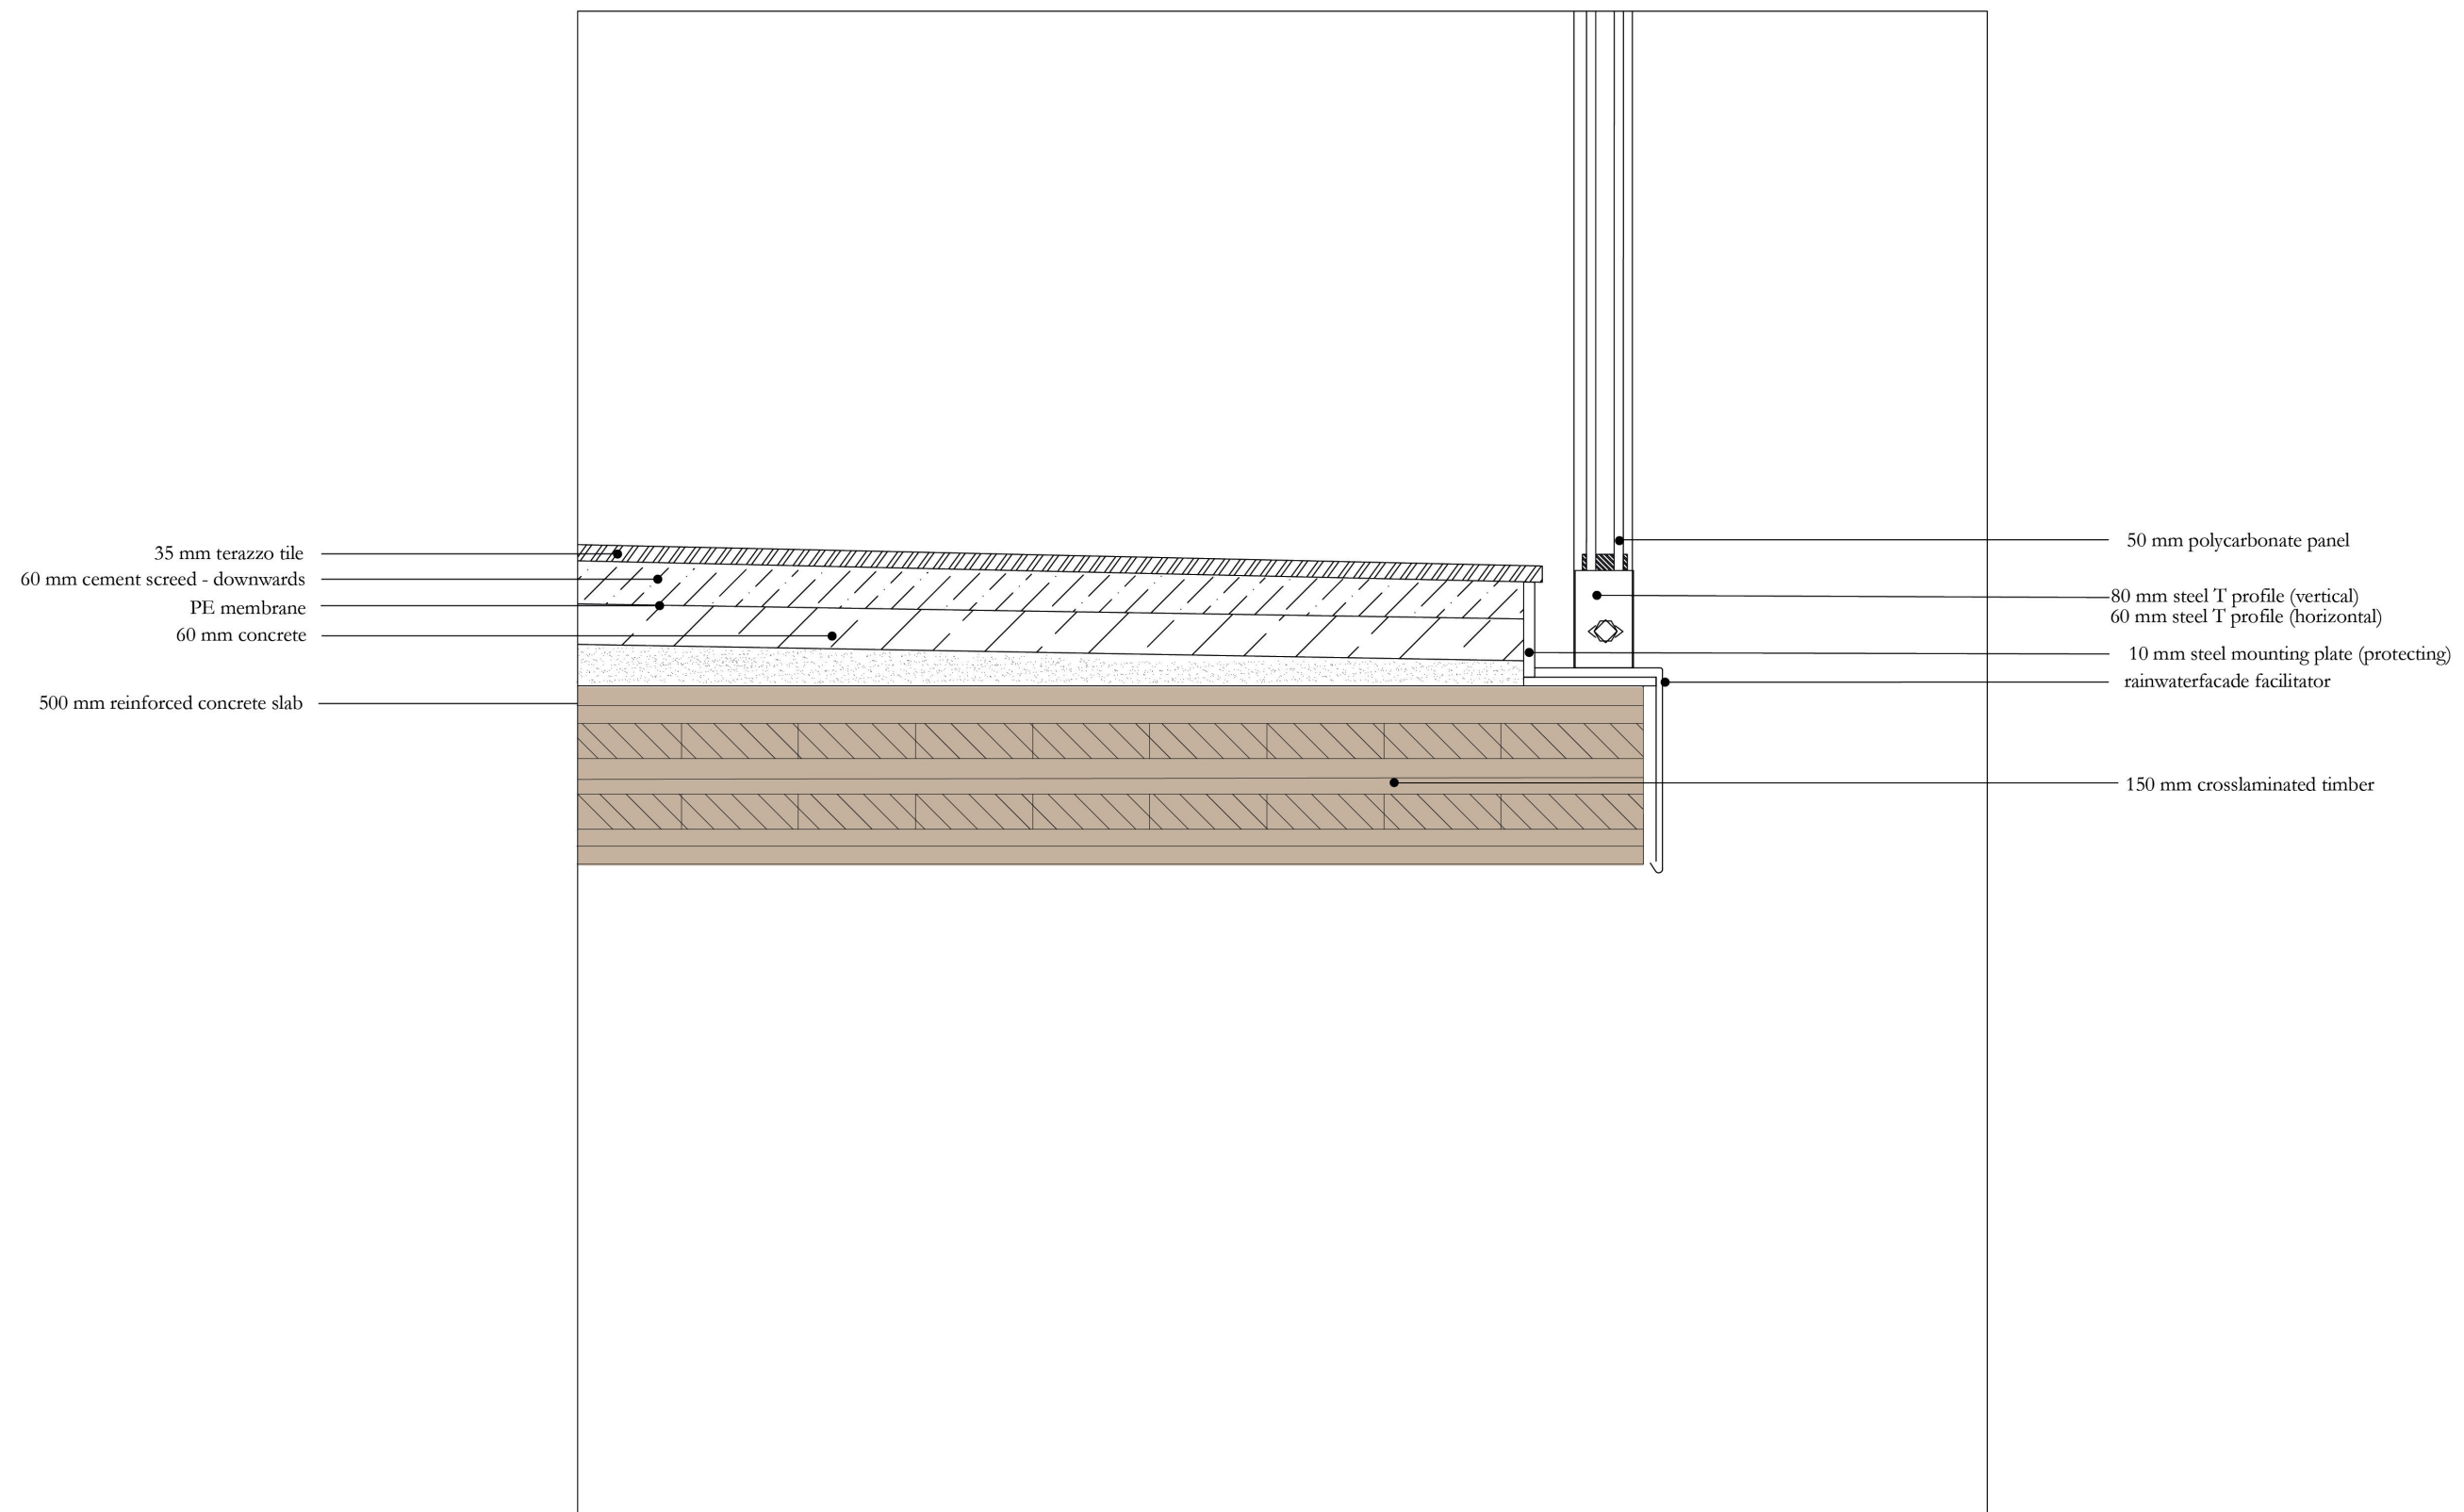 35 mm terazzo tile
60 mm cement screed - downwards
PE membrane
60 mm concrete
500 mm reinforced concrete slab
50 mm polycarbonate panel
80 mm steel T profile (vertical)
60 mm steel T profile (horizontal)
10 mm steel mounting plate (protecting)
rainwaterfacade facilitator
150 mm crosslaminated timber